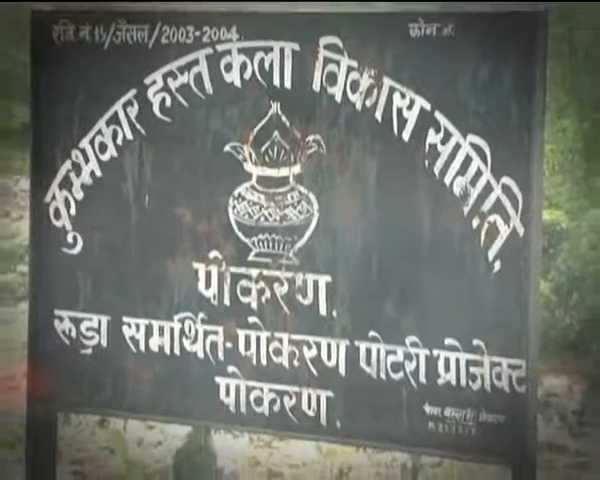 रजि नं. 15/जैसल/2003-2004. फोन नं.
कुम्भकार हस्त कला विकास समिति,
पोकरण.
रूडा समर्थित-पोकरण पोटरी प्रोजेक्ट
पोकरण.